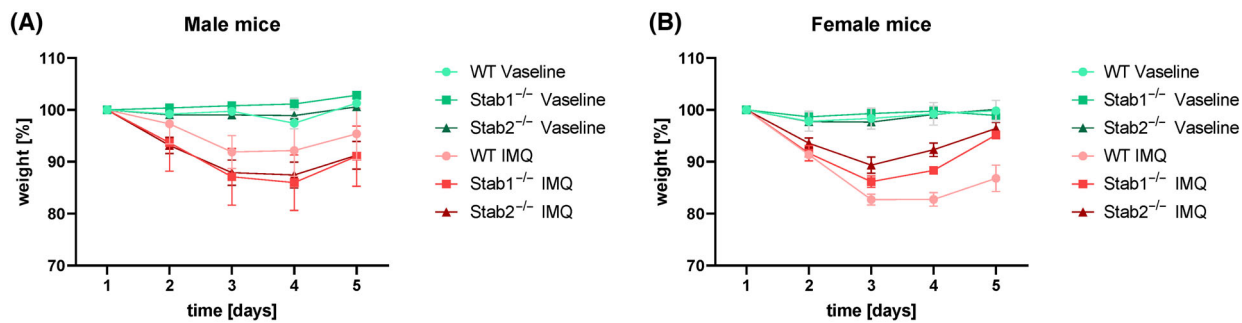 (A)
Male mice
weight [%]
110
100
90
80
70
1 2 3 4 5
time [days]
WT Vaseline
Stab1⁻/⁻ Vaseline
Stab2⁻/⁻ Vaseline
WT IMQ
Stab1⁻/⁻ IMQ
Stab2⁻/⁻ IMQ
(B)
Female mice
weight [%]
110
100
90
80
70
1 2 3 4 5
time [days]
WT Vaseline
Stab1⁻/⁻ Vaseline
Stab2⁻/⁻ Vaseline
WT IMQ
Stab1⁻/⁻ IMQ
Stab2⁻/⁻ IMQ